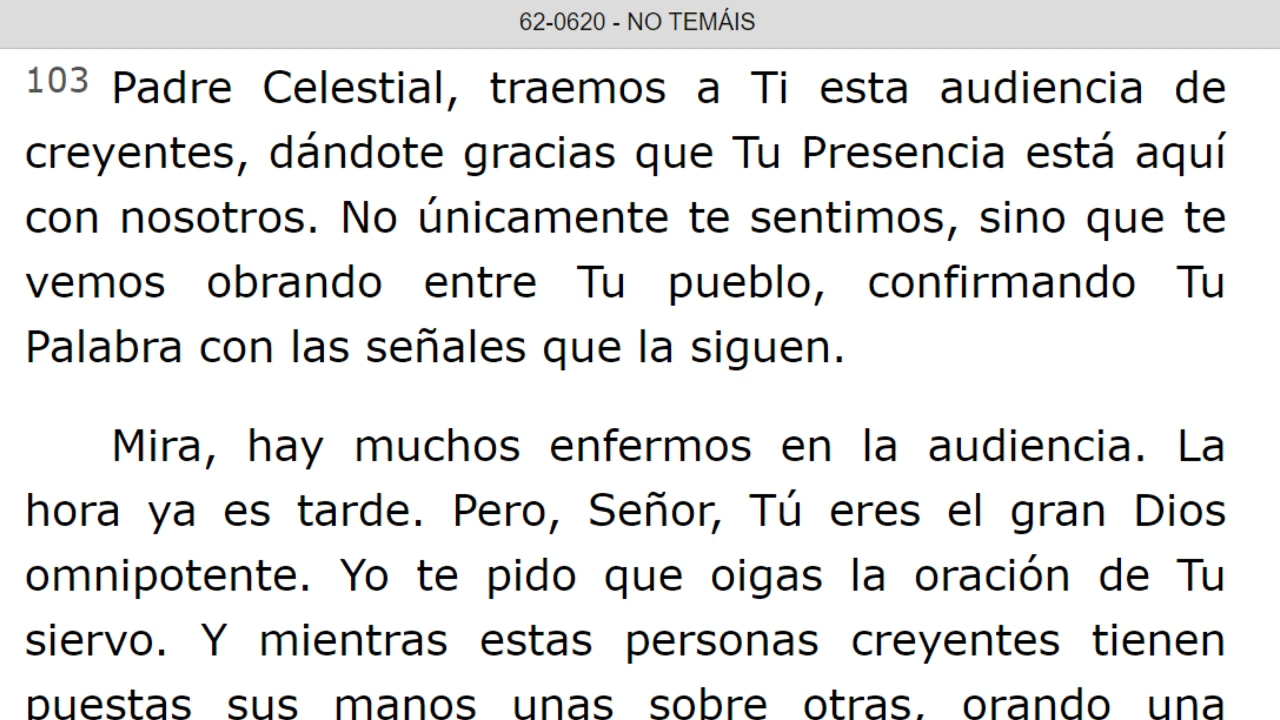 62-0620 - NO TEMÁIS
103 Padre Celestial, traemos a Ti esta audiencia de
creyentes, dándote gracias que Tu Presencia está aquí
con nosotros. No únicamente te sentimos, sino que te
vemos obrando entre Tu pueblo, confirmando Tu
Palabra con las señales que la siguen.
Mira, hay muchos enfermos en la audiencia. La
hora ya es tarde. Pero, Señor, Tú eres el gran Dios
omnipotente. Yo te pido que oigas la oración de Tu
siervo. Y mientras estas personas creyentes tienen
puestas sus manos unas sobre otras, orando una